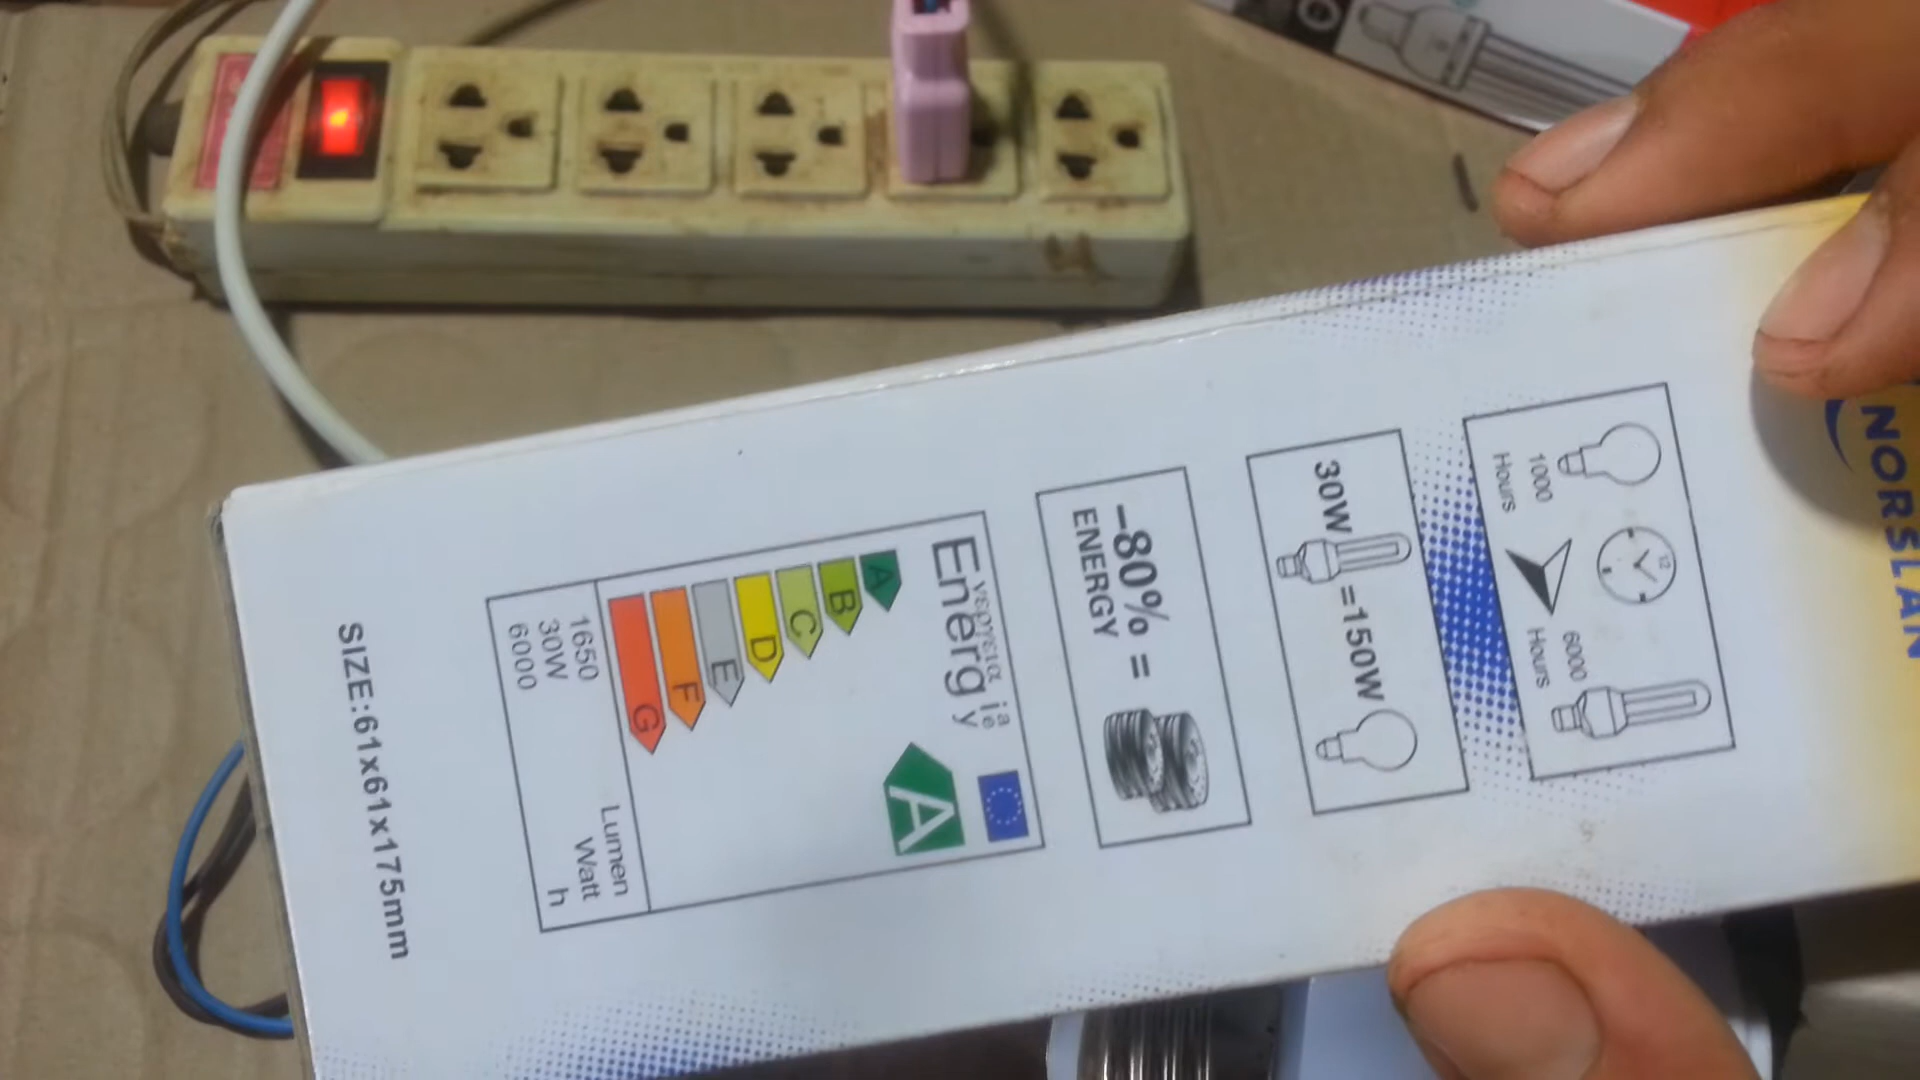 NORSLAN
1000
Hours
12
6000
Hours
30W
=150W
-80% =
ENERGY
Energ
y
ia
ie
A
B
C
D
E
F
G
A
1650 Lumen
30W Watt
6000 h
SIZE:61x61x175mm